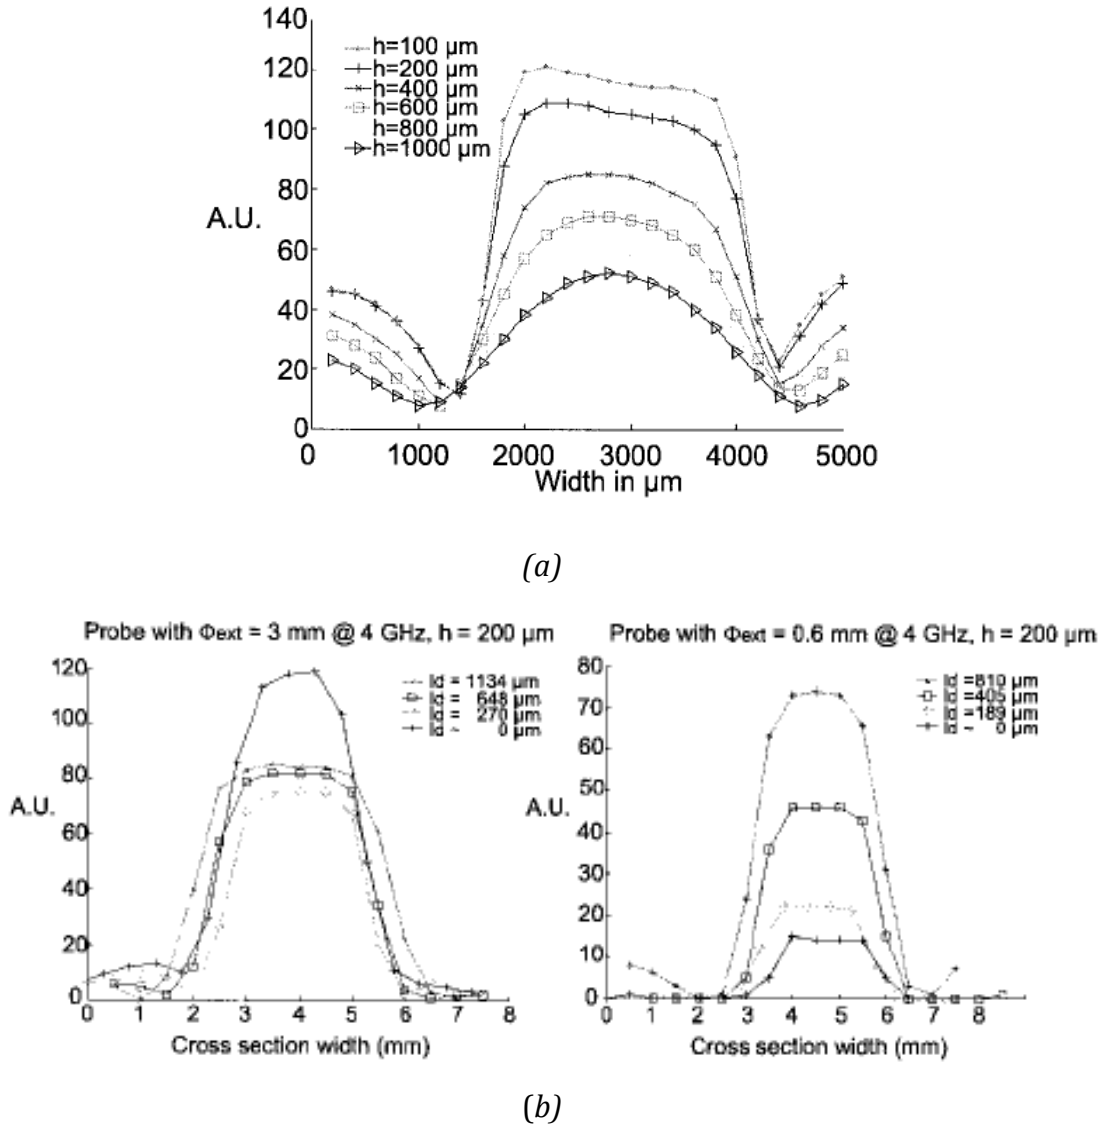 140
120
100
80
60
40
20
0
A.U.
h=100 µm
h=200 µm
h=400 µm
h=600 µm
h=800 µm
h=1000 µm
0 1000 2000 3000 4000 5000
Width in µm
(a)
Probe with Φext = 3 mm @ 4 GHz, h = 200 µm
120
100
80
60
40
20
0
A.U.
ld = 1134 µm
ld = 648 µm
ld = 270 µm
ld = 0 µm
0 1 2 3 4 5 6 7 8
Cross section width (mm)
Probe with Φext = 0.6 mm @ 4 GHz, h = 200 µm
80
70
60
50
40
30
20
10
0
A.U.
ld =810 µm
ld =405 µm
ld =189 µm
ld = 0 µm
0 1 2 3 4 5 6 7 8
Cross section width (mm)
(b)